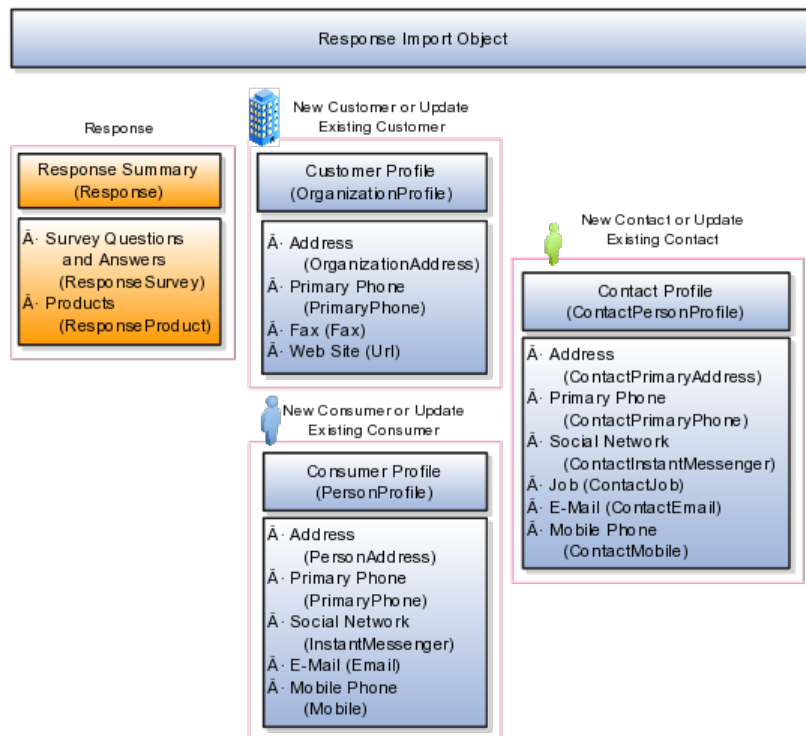 Response Import Object
Response
Response Summary
(Response)
Â· Survey Questions
and Answers
(ResponseSurvey)
Â· Products
(ResponseProduct)
New Customer or Update
Existing Customer
Customer Profile
(OrganizationProfile)
Â· Address
(OrganizationAddress)
Â· Primary Phone
(PrimaryPhone)
Â· Fax (Fax)
Â· Web Site (Url)
New Consumer or Update
Existing Consumer
Consumer Profile
(PersonProfile)
Â· Address
(PersonAddress)
Â· Primary Phone
(PrimaryPhone)
Â· Social Network
(InstantMessenger)
Â· E-Mail (Email)
Â· Mobile Phone
(Mobile)
New Contact or Update
Existing Contact
Contact Profile
(ContactPersonProfile)
Â· Address
(ContactPrimaryAddress)
Â· Primary Phone
(ContactPrimaryPhone)
Â· Social Network
(ContactInstantMessenger)
Â· Job (ContactJob)
Â· E-Mail (ContactEmail)
Â· Mobile Phone
(ContactMobile)